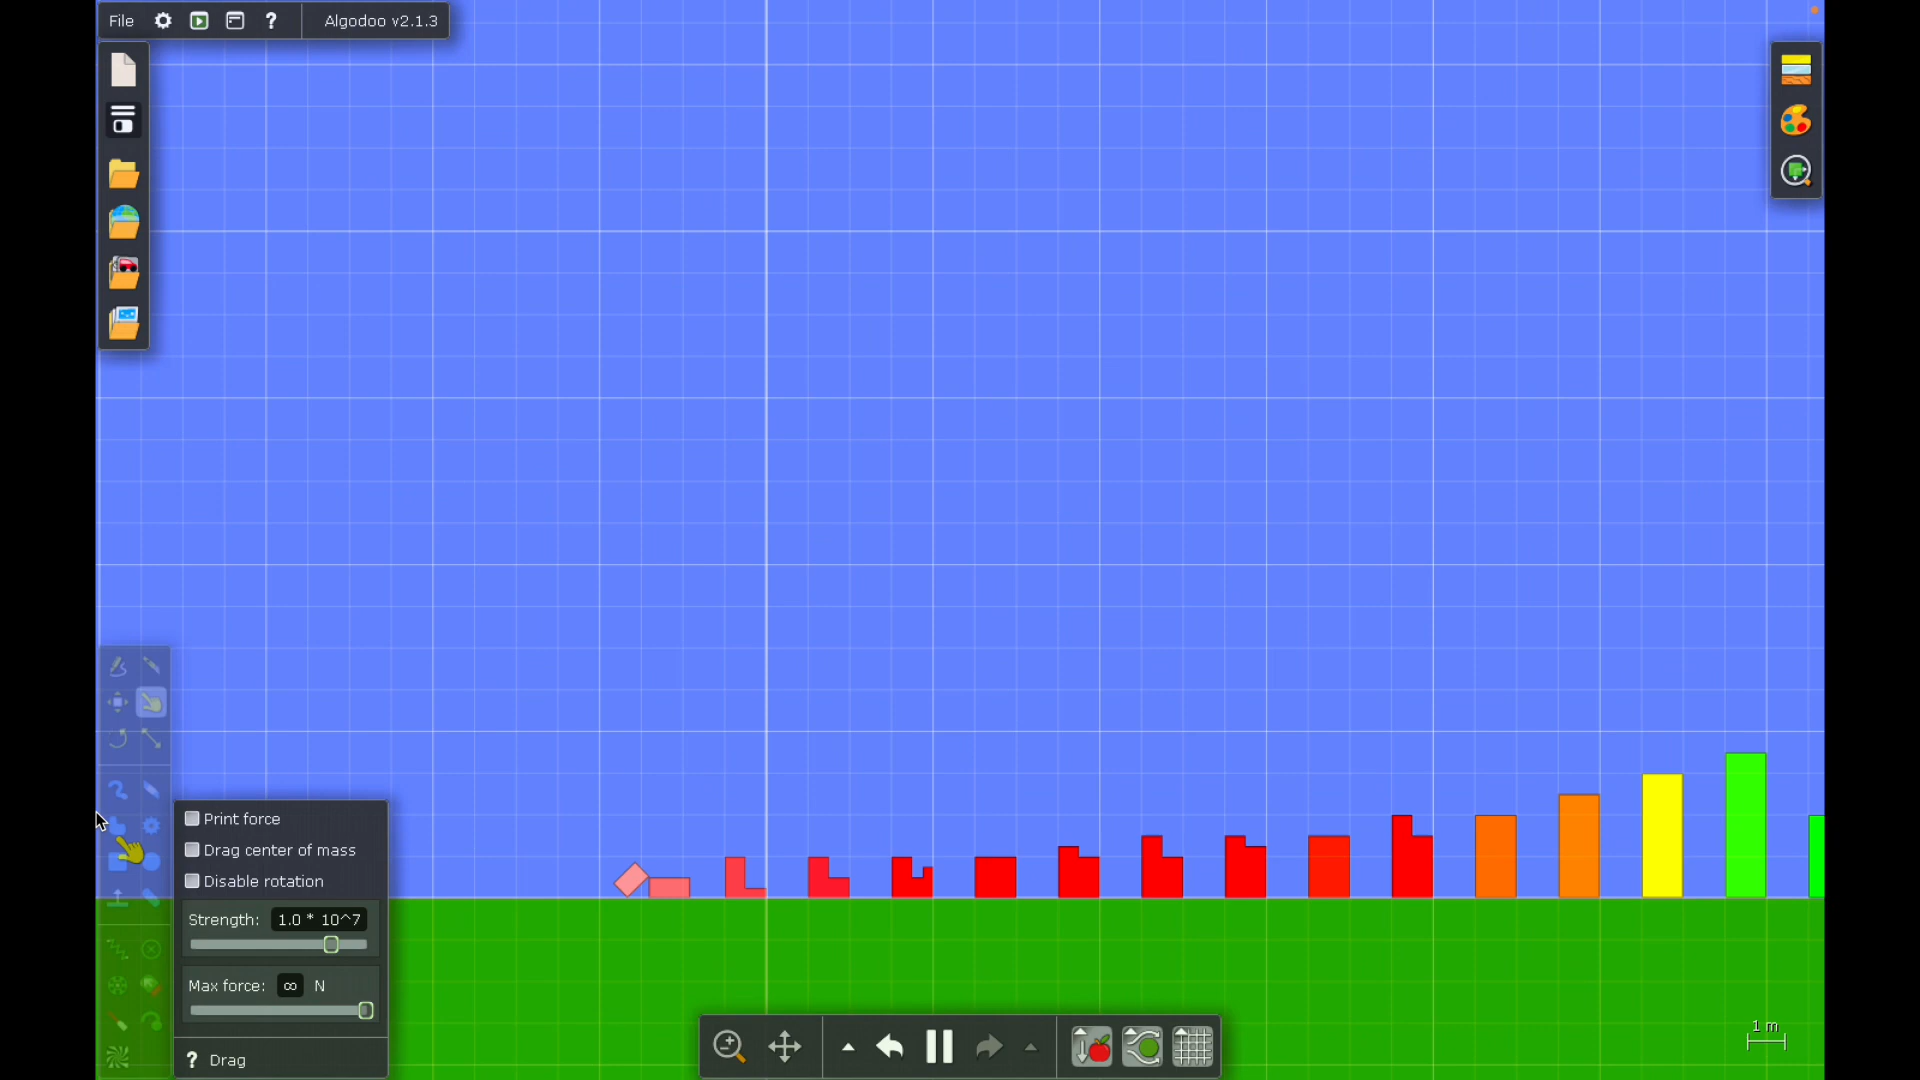 File ? Algodoo v2.1.3
Print force
Drag center of mass
Disable rotation
Strength: 1.0 * 10^7
Max force: ∞ N
? Drag
1 m